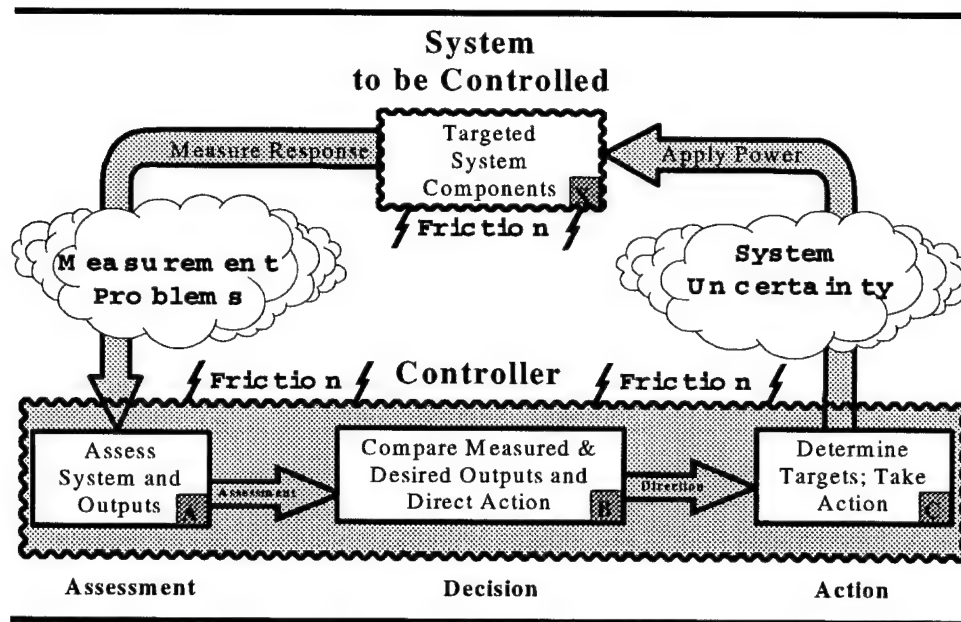 System
to be Controlled
Targeted
System
Components
X
Measure Response
Apply Power
Friction
Measurement
Problems
System
Uncertainty
Friction
Controller
Friction
Assess
System and
Outputs
A
Assessment
Compare Measured &
Desired Outputs and
Direct Action
B
Direction
Determine
Targets; Take
Action
C
Assessment
Decision
Action